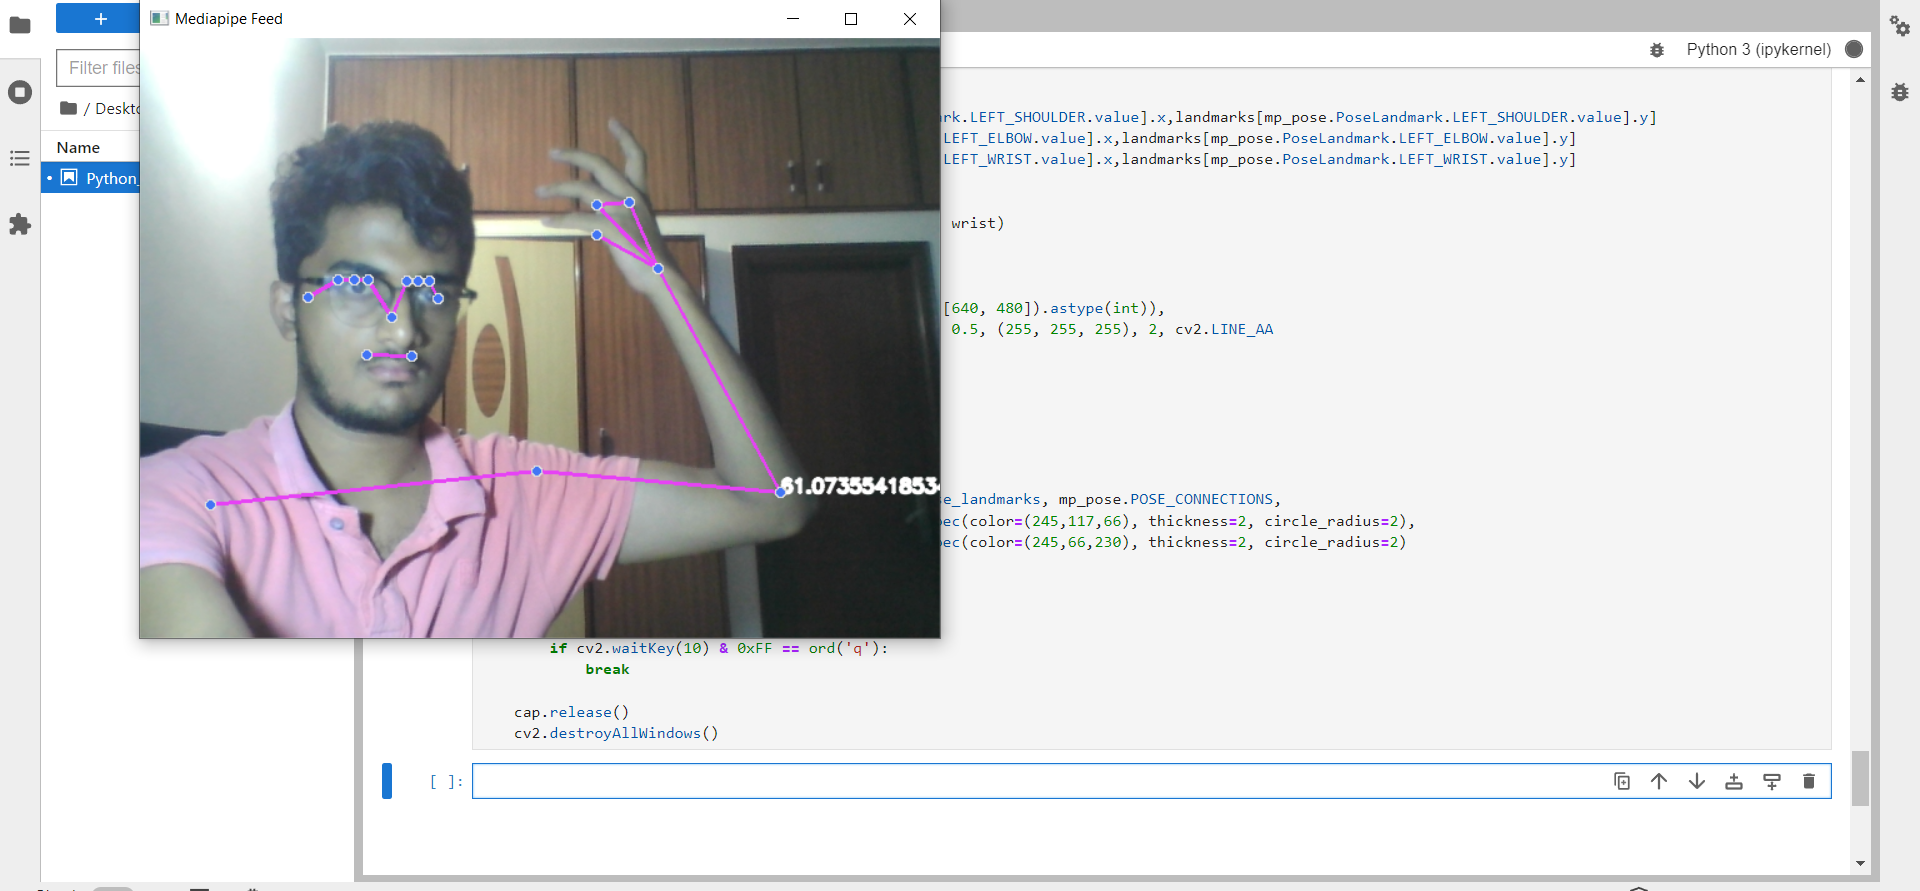 Mediapipe Feed
+
Filter files
Python 3 (ipykernel)
/ Deskto
Name
Python_
rk.LEFT_SHOULDER.value].x,landmarks[mp_pose.PoseLandmark.LEFT_SHOULDER.value].y]
LEFT_ELBOW.value].x,landmarks[mp_pose.PoseLandmark.LEFT_ELBOW.value].y]
LEFT_WRIST.value].x,landmarks[mp_pose.PoseLandmark.LEFT_WRIST.value].y]
wrist)
[640, 480]).astype(int)),
0.5, (255, 255, 255), 2, cv2.LINE_AA
61.0735541853
e_landmarks, mp_pose.POSE_CONNECTIONS,
ec(color=(245,117,66), thickness=2, circle_radius=2),
ec(color=(245,66,230), thickness=2, circle_radius=2)
if cv2.waitKey(10) & 0xFF == ord('q'):
break
cap.release()
cv2.destroyAllWindows()
[ ]: